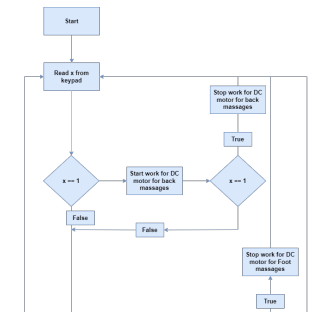 Start
Read x from
keypad
Stop work for DC
motor for back
massages
True
x == 1
Start work for DC
motor for back
massages
x == 1
False
False
Stop work for DC
motor for Foot
massages
True